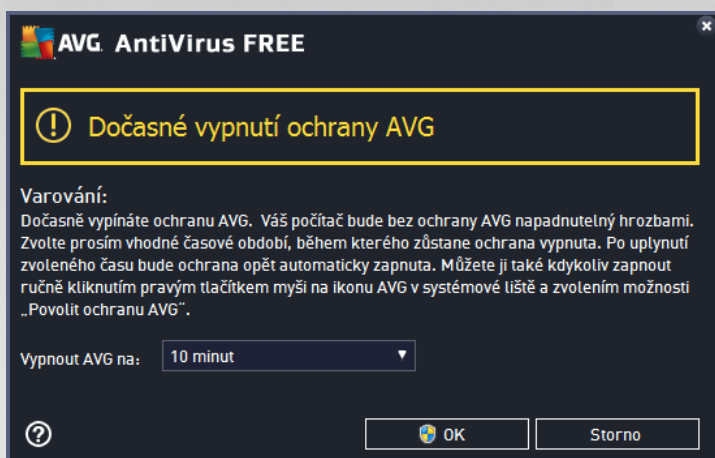 AVG. AntiVirus FREE
Dočasné vypnutí ochrany AVG
Varování:
Dočasně vypínáte ochranu AVG. Váš počítač bude bez ochrany AVG napadnutelný hrozbami.
Zvolte prosím vhodné časové období, během kterého zůstane ochrana vypnuta. Po uplynutí
zvoleného času bude ochrana opět automaticky zapnuta. Můžete ji také kdykoliv zapnout
ručně kliknutím pravým tlačítkem myši na ikonu AVG v systémové liště a zvolením možnosti
„Povolit ochranu AVG“.
Vypnout AVG na: 10 minut
OK Storno